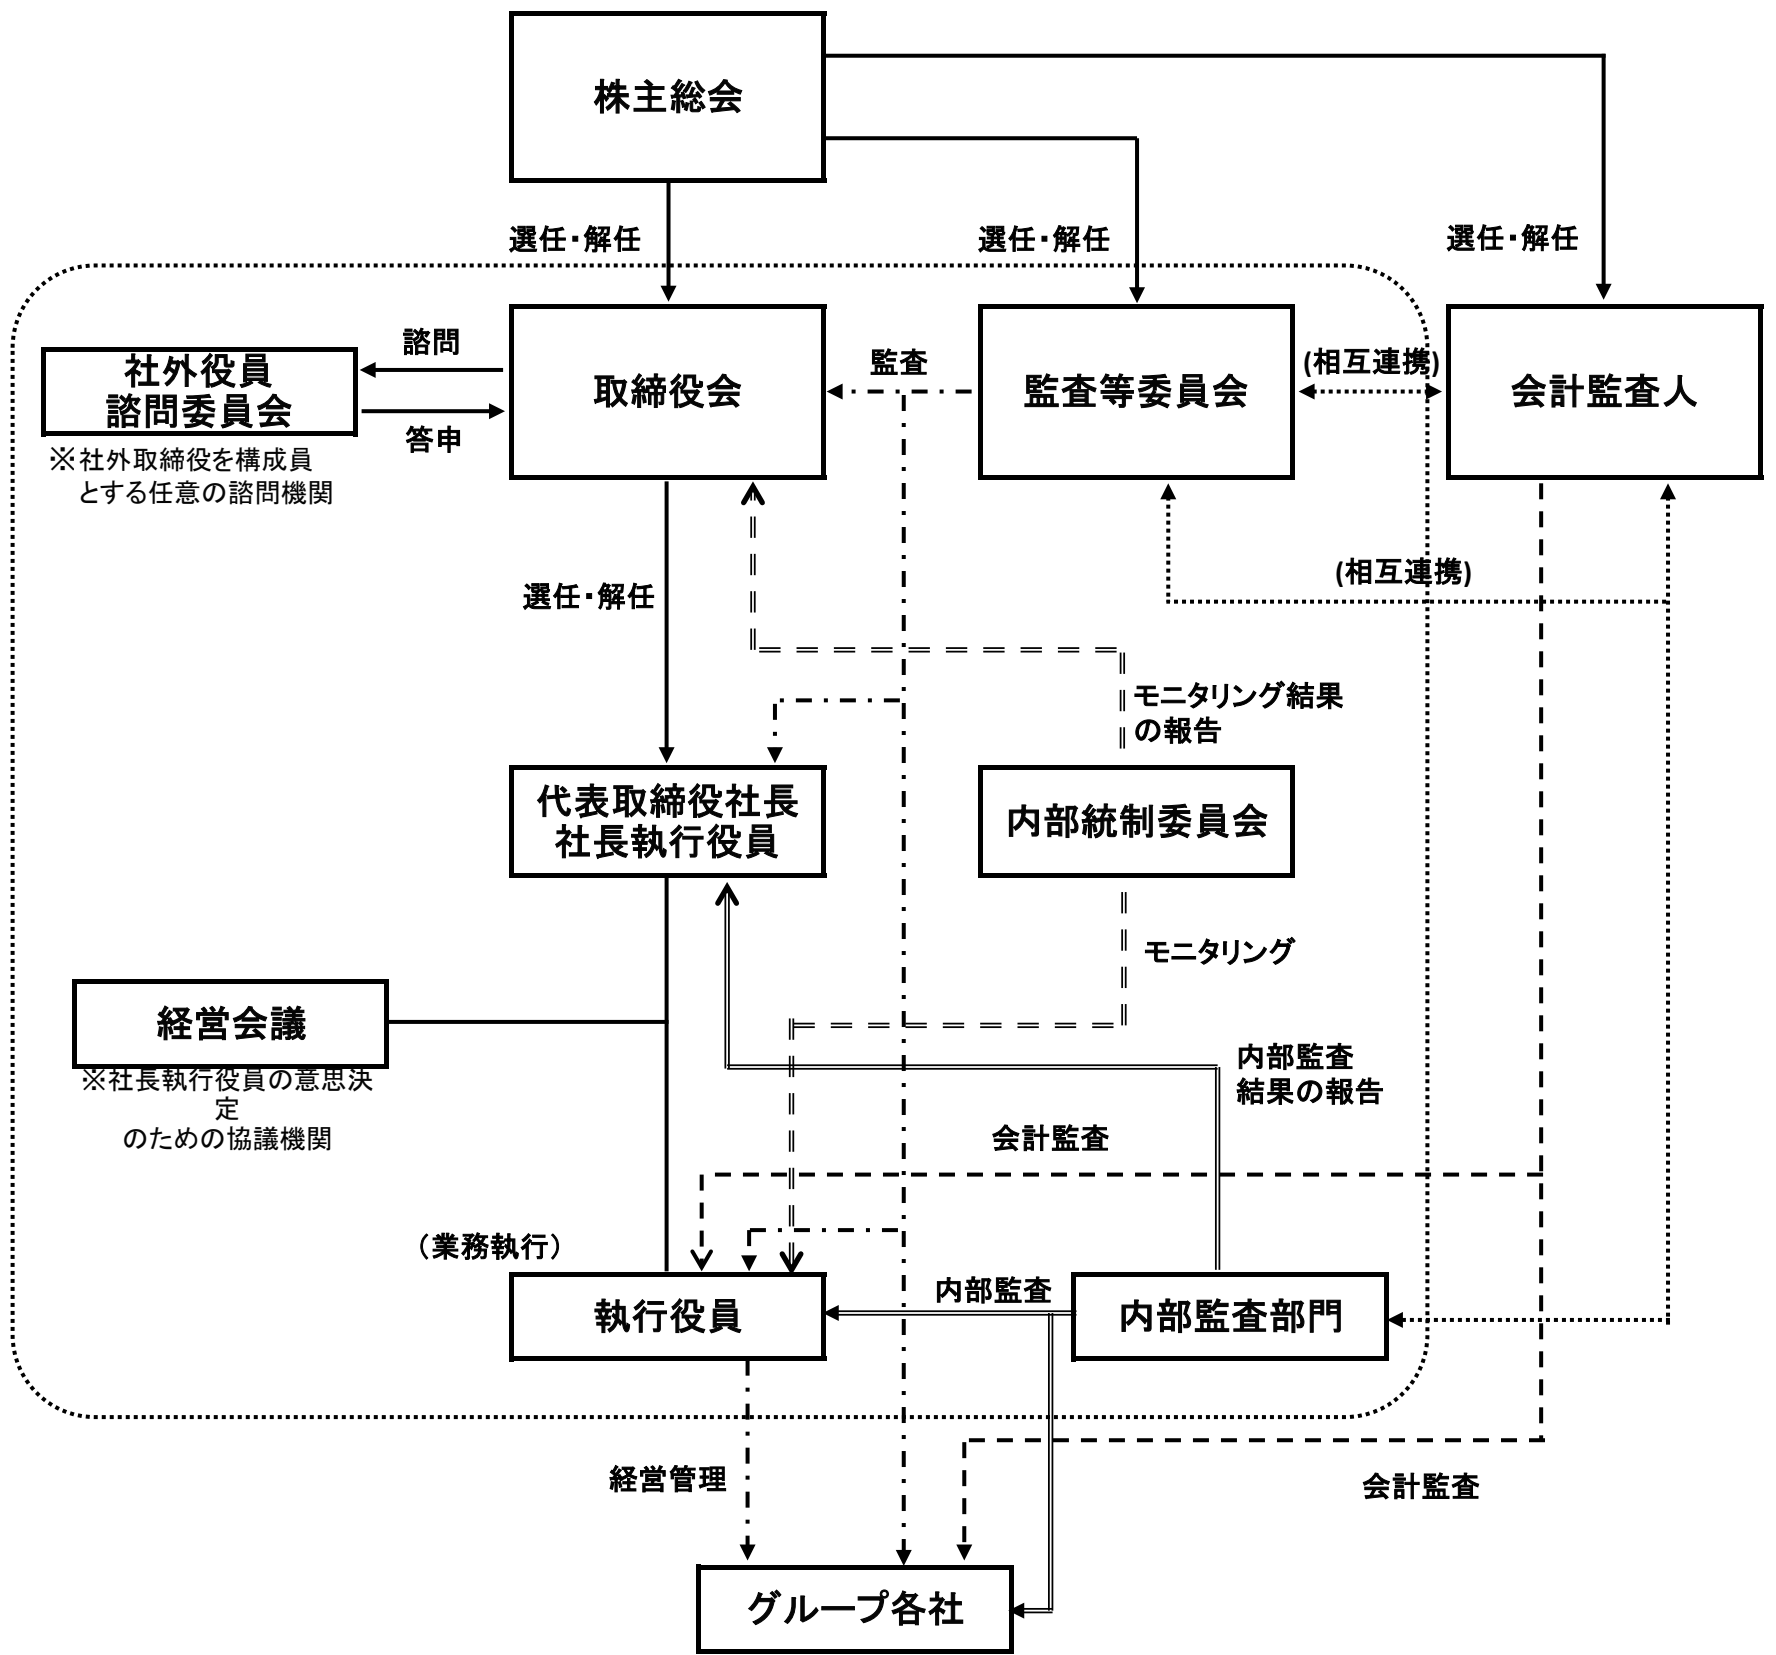 株主総会
選任・解任
選任・解任
選任・解任
諮問
社外役員
諮問委員会
答申
※社外取締役を構成員
とする任意の諮問機関
取締役会
監査
監査等委員会
(相互連携)
会計監査人
(相互連携)
選任・解任
モニタリング結果
の報告
代表取締役社長
社長執行役員
内部統制委員会
モニタリング
経営会議
※社長執行役員の意思決
定
のための協議機関
内部監査
結果の報告
会計監査
（業務執行）
執行役員
内部監査
内部監査部門
経営管理
会計監査
グループ各社